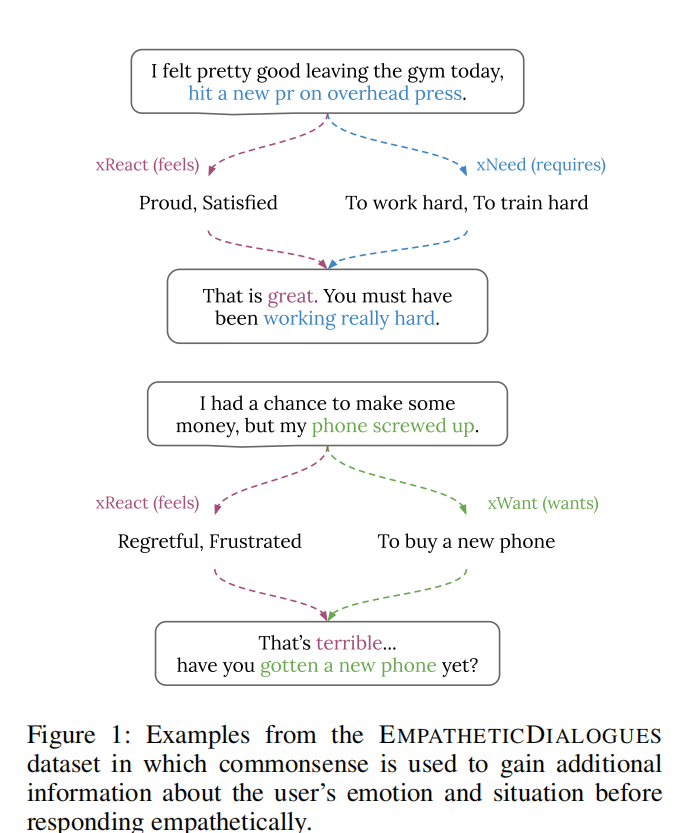 I felt pretty good leaving the gym today,
hit a new pr on overhead press.
xReact (feels)
xNeed (requires)
Proud, Satisfied
To work hard, To train hard
That is great. You must have
been working really hard.
I had a chance to make some
money, but my phone screwed up.
xReact (feels)
xWant (wants)
Regretful, Frustrated
To buy a new phone
That's terrible...
have you gotten a new phone yet?
Figure 1: Examples from the EMPATHETICDIALOGUES
dataset in which commonsense is used to gain additional
information about the user's emotion and situation before
responding empathetically.